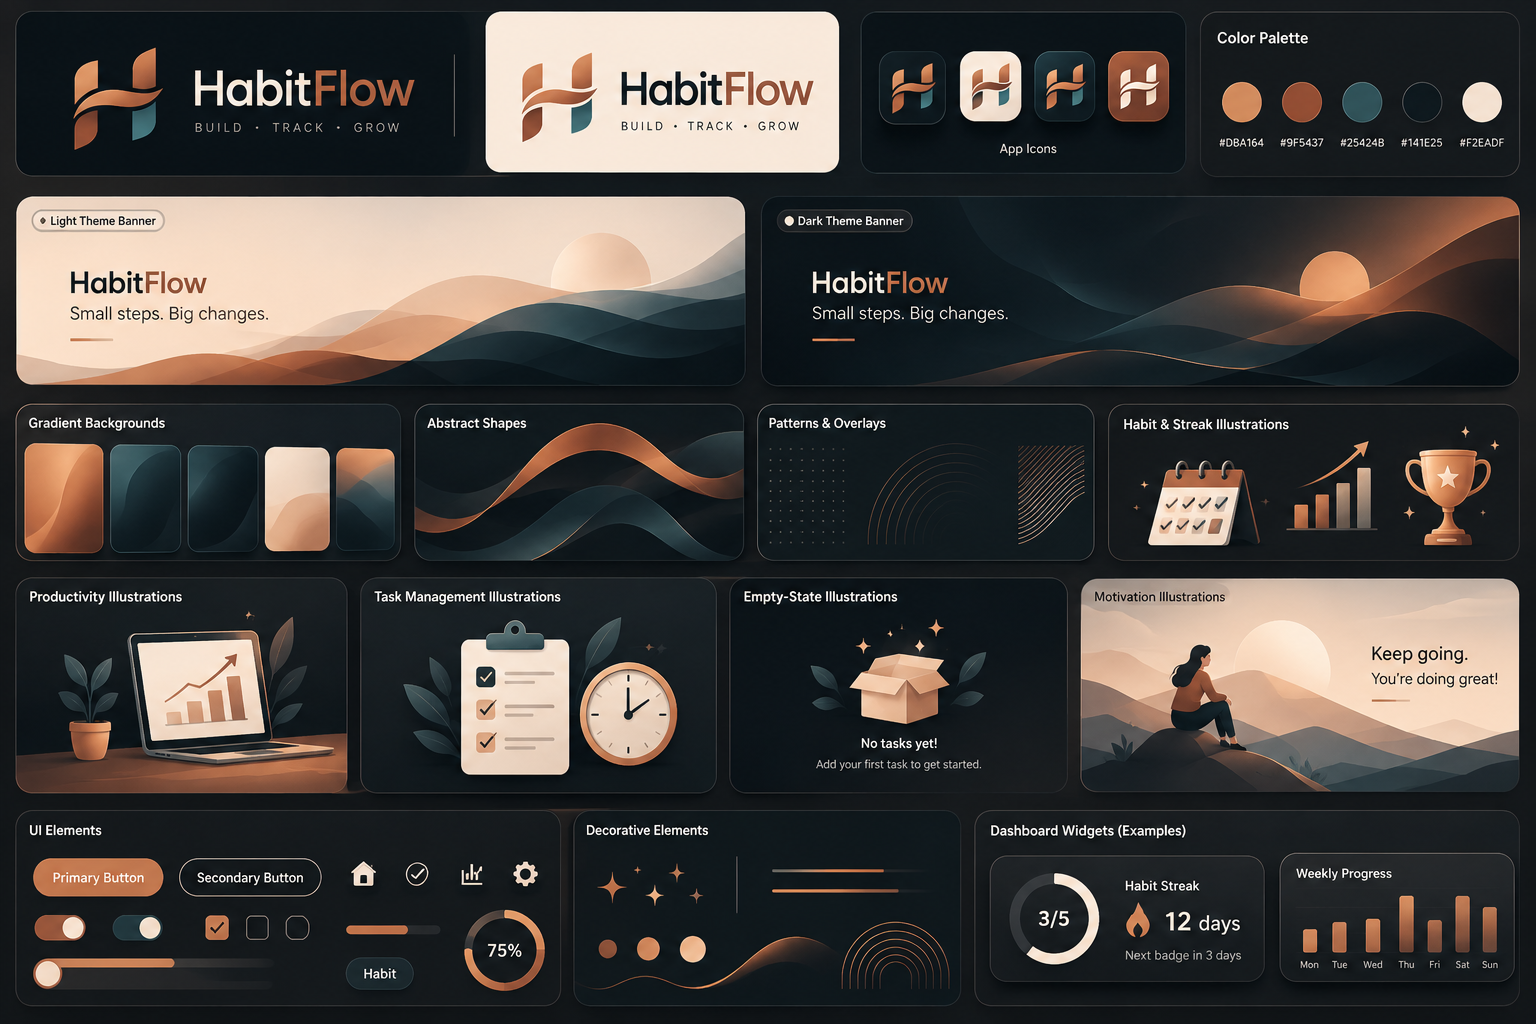 HabitFlow
BUILD • TRACK • GROW
HabitFlow
BUILD • TRACK • GROW
App Icons
Color Palette
#DBA164
#9F5437
#25424B
#141E25
#F2EADF
Light Theme Banner
HabitFlow
Small steps. Big changes.
Dark Theme Banner
HabitFlow
Small steps. Big changes.
Gradient Backgrounds
Abstract Shapes
Patterns & Overlays
Habit & Streak Illustrations
Productivity Illustrations
Task Management Illustrations
Empty-State Illustrations
No tasks yet!
Add your first task to get started.
Motivation Illustrations
Keep going.
You're doing great!
UI Elements
Primary Button
Secondary Button
75%
Habit
Decorative Elements
Dashboard Widgets (Examples)
3/5
Habit Streak
12 days
Next badge in 3 days
Weekly Progress
Mon Tue Wed Thu Fri Sat Sun